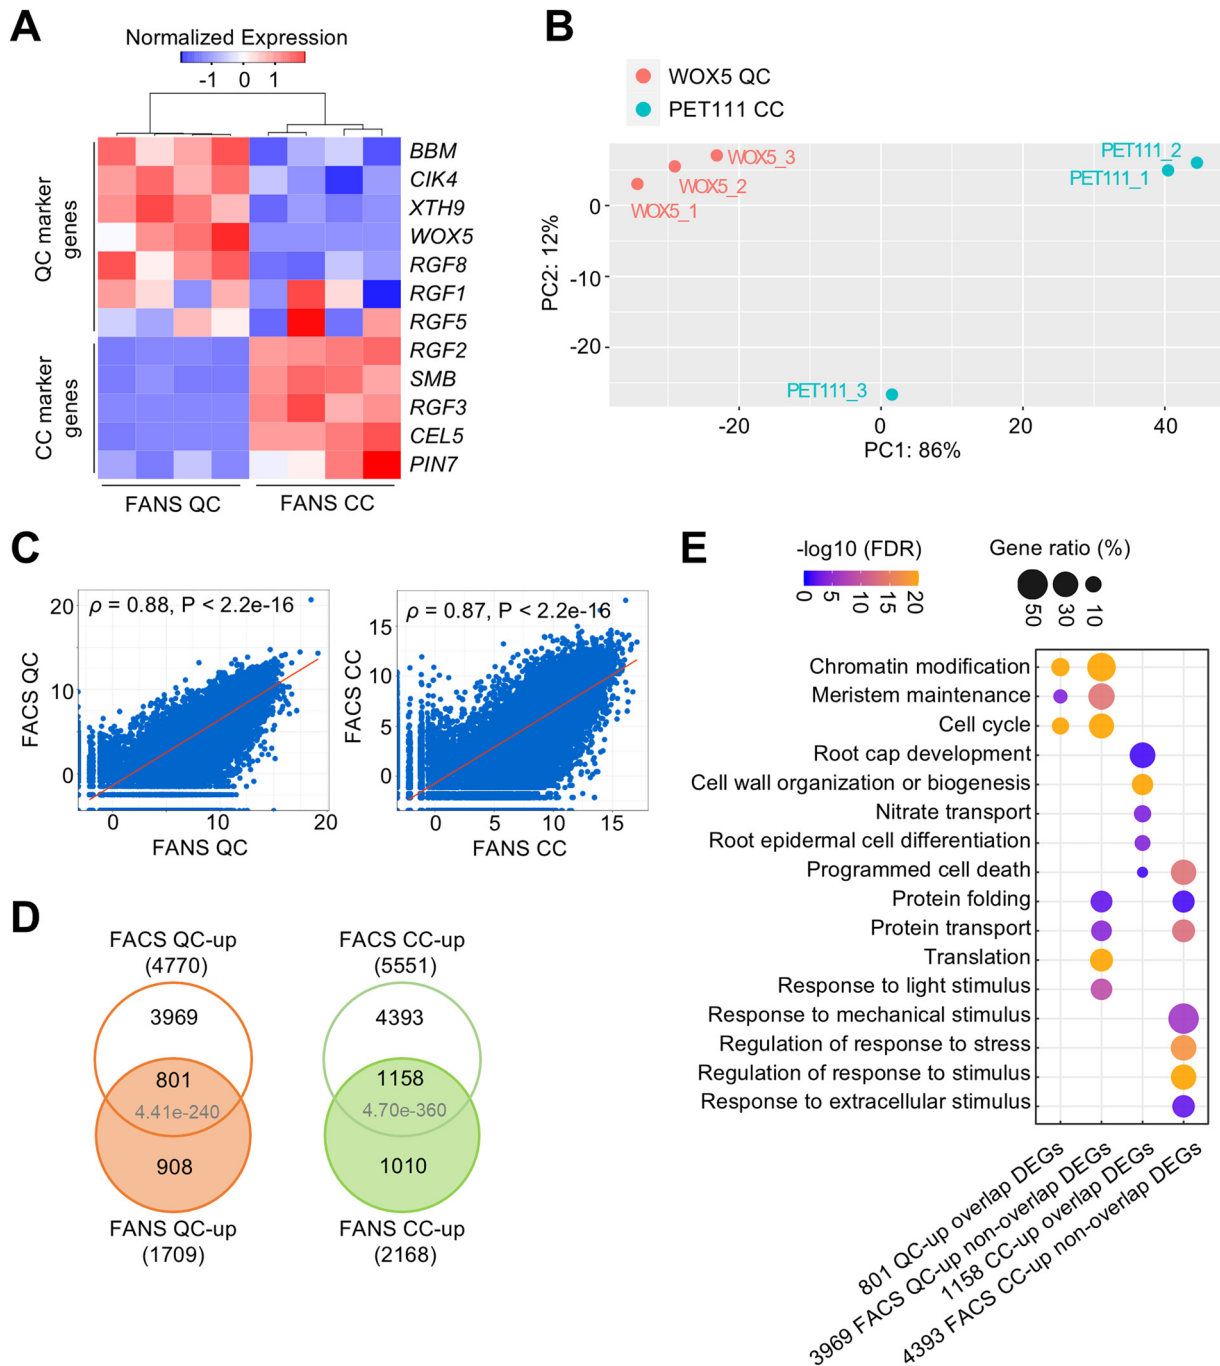 A
Normalized Expression
-1 0 1
QC marker
genes
CC marker
genes
BBM
CIK4
XTH9
WOX5
RGF8
RGF1
RGF5
RGF2
SMB
RGF3
CEL5
PIN7
FANS QC
FANS CC
B
WOX5 QC
PET111 CC
WOX5_3
WOX5_2
WOX5_1
PET111_2
PET111_1
PET111_3
PC2: 12%
0
-10
-20
-20 0 20 40
PC1: 86%
C
ρ = 0.88, P < 2.2e-16
FACS QC
20
10
0
0 10 20
FANS QC
ρ = 0.87, P < 2.2e-16
FACS CC
15
10
5
0
0 5 10 15
FANS CC
D
FACS QC-up
(4770)
3969
801
4.41e-240
908
FANS QC-up
(1709)
FACS CC-up
(5551)
4393
1158
4.70e-360
1010
FANS CC-up
(2168)
E
-log10 (FDR)
0 5 10 15 20
Gene ratio (%)
50 30 10
Chromatin modification
Meristem maintenance
Cell cycle
Root cap development
Cell wall organization or biogenesis
Nitrate transport
Root epidermal cell differentiation
Programmed cell death
Protein folding
Protein transport
Translation
Response to light stimulus
Response to mechanical stimulus
Regulation of response to stress
Regulation of response to stimulus
Response to extracellular stimulus
801 QC-up overlap DEGs
3969 FACS QC-up non-overlap DEGs
1158 CC-up overlap DEGs
4393 FACS CC-up non-overlap DEGs